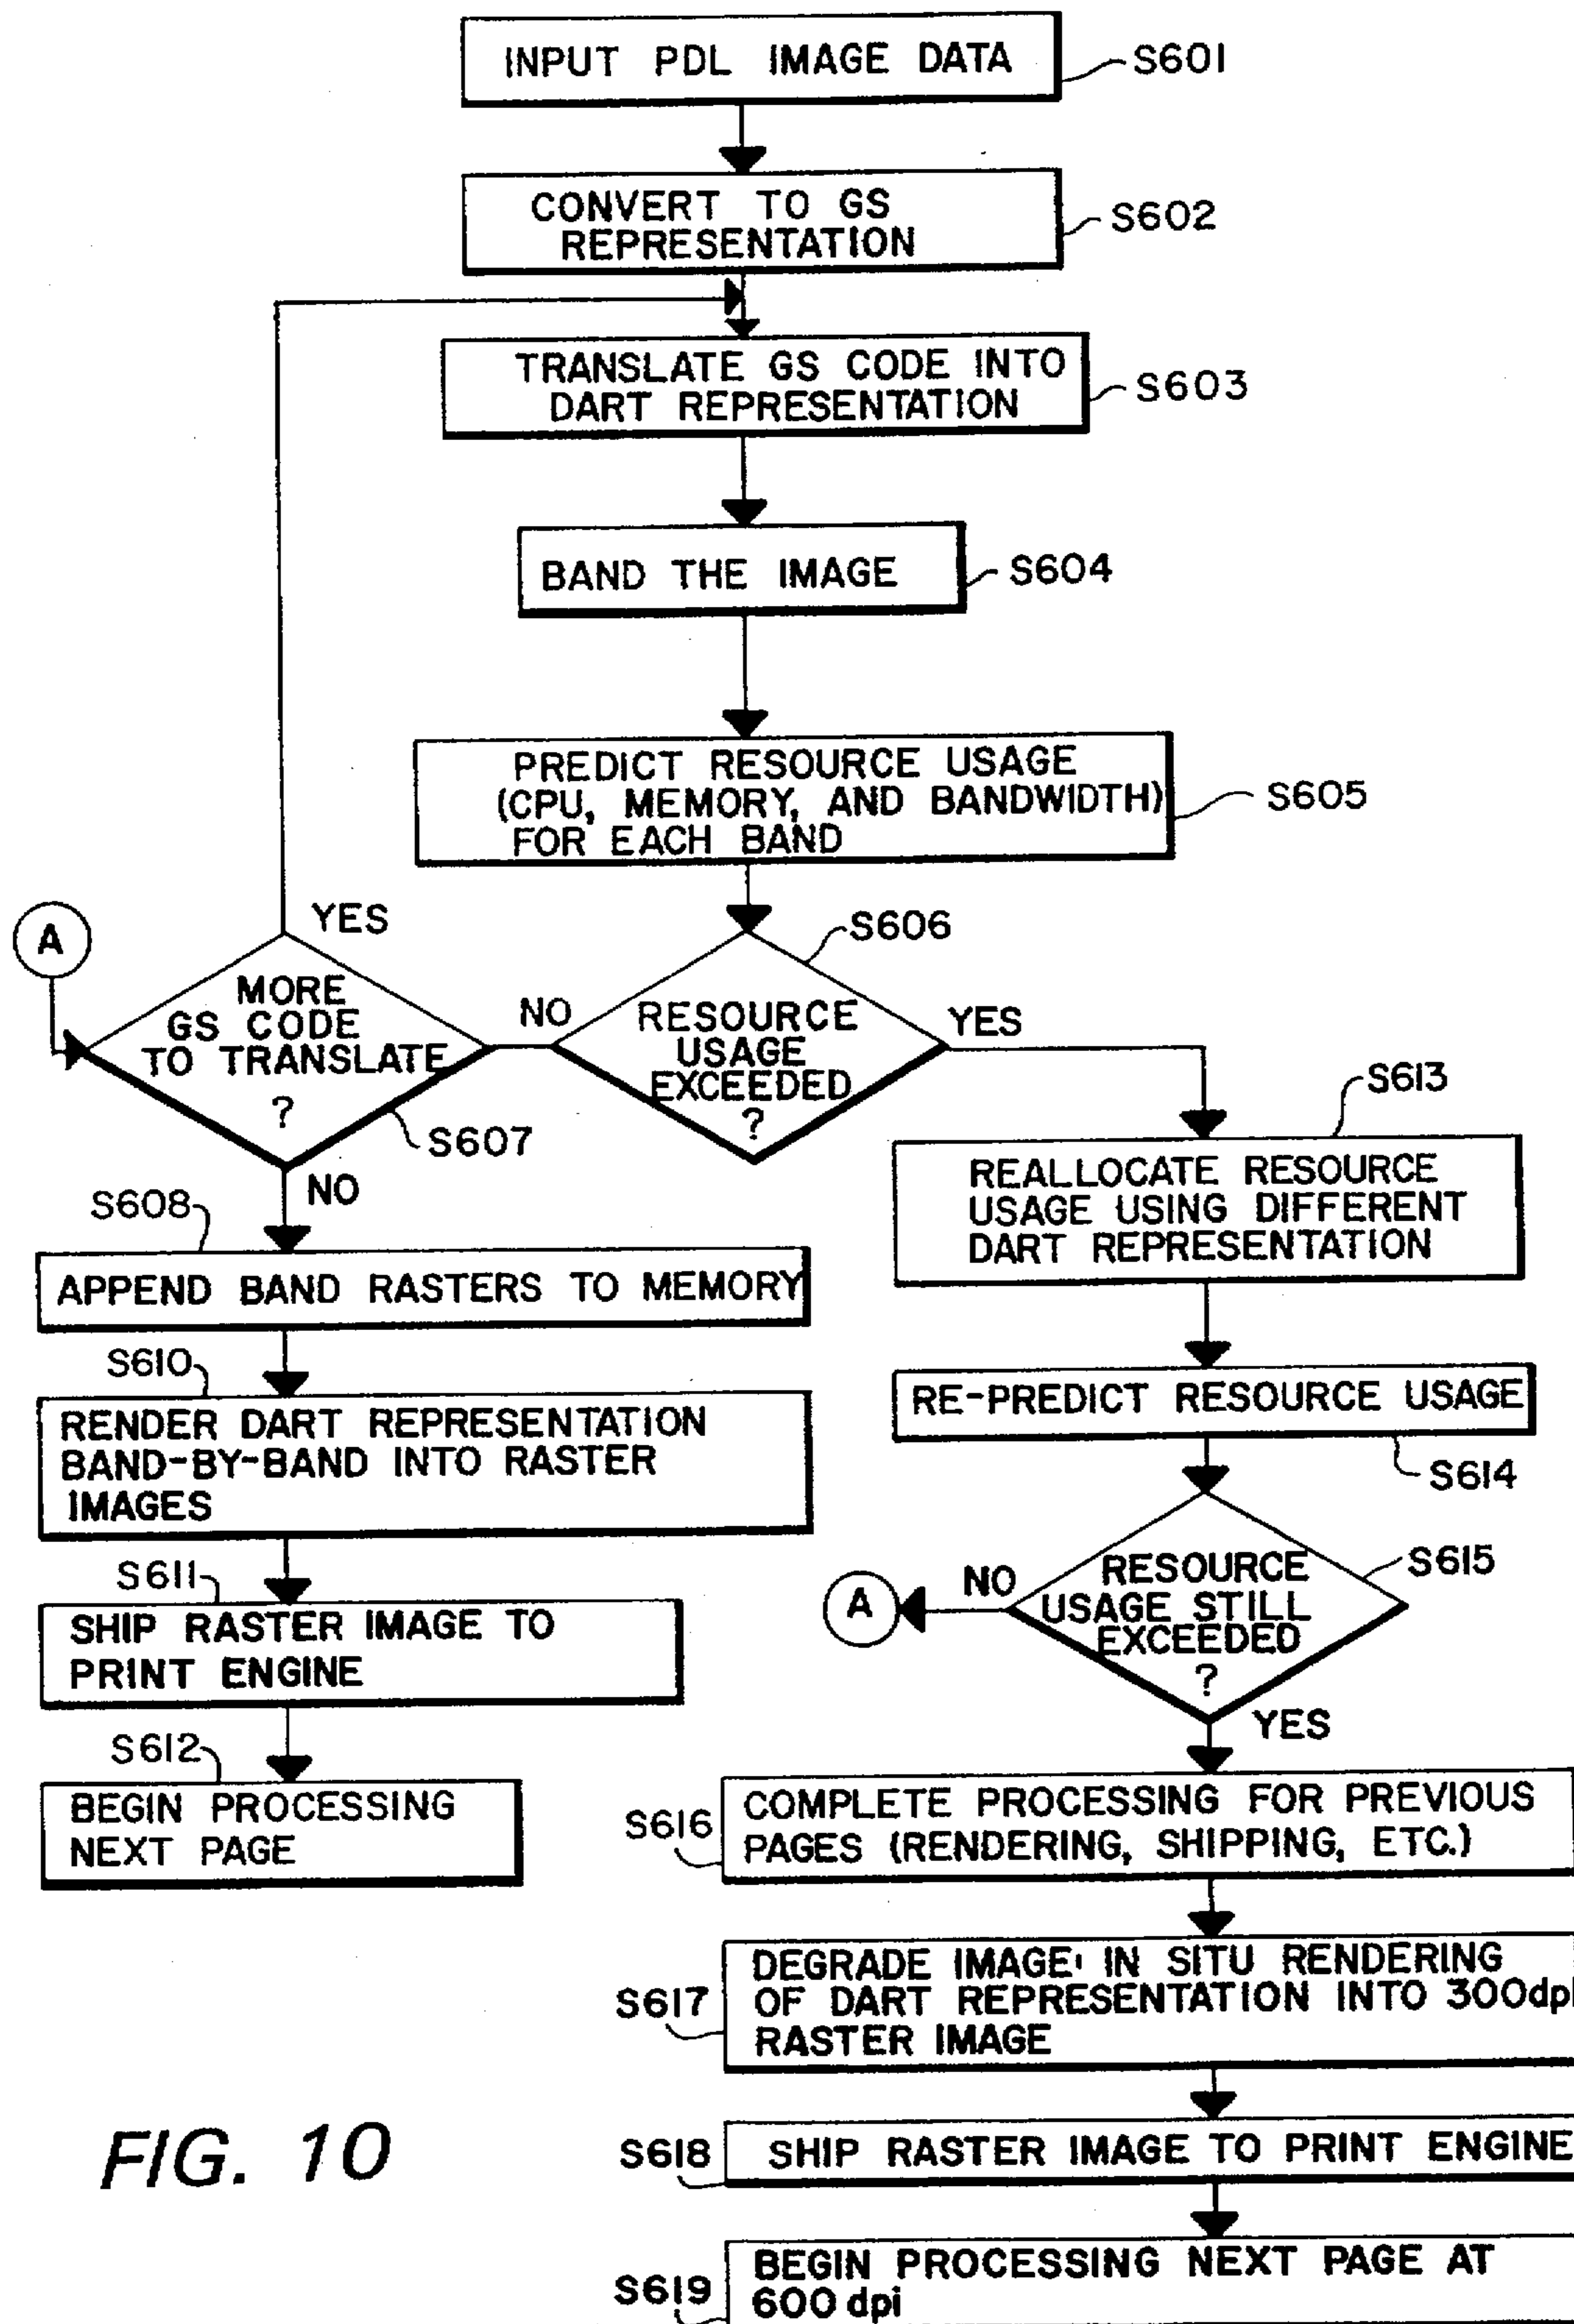 INPUT PDL IMAGE DATA
S601
CONVERT TO GS
REPRESENTATION
S602
TRANSLATE GS CODE INTO
DART REPRESENTATION
S603
BAND THE IMAGE
S604
PREDICT RESOURCE USAGE
(CPU, MEMORY, AND BANDWIDTH)
FOR EACH BAND
S605
A
YES
MORE
GS CODE
TO TRANSLATE
?
S607
NO
S606
RESOURCE
USAGE
EXCEEDED
?
YES
NO
S608
APPEND BAND RASTERS TO MEMORY
S610
RENDER DART REPRESENTATION
BAND-BY-BAND INTO RASTER
IMAGES
S611
SHIP RASTER IMAGE TO
PRINT ENGINE
S612
BEGIN PROCESSING
NEXT PAGE
S613
REALLOCATE RESOURCE
USAGE USING DIFFERENT
DART REPRESENTATION
RE-PREDICT RESOURCE USAGE
S614
A
NO
RESOURCE
USAGE STILL
EXCEEDED
?
S615
YES
S616
COMPLETE PROCESSING FOR PREVIOUS
PAGES (RENDERING, SHIPPING, ETC.)
S617
DEGRADE IMAGE: IN SITU RENDERING
OF DART REPRESENTATION INTO 300dpi
RASTER IMAGE
S618
SHIP RASTER IMAGE TO PRINT ENGINE
S619
BEGIN PROCESSING NEXT PAGE AT
600 dpi
FIG. 10